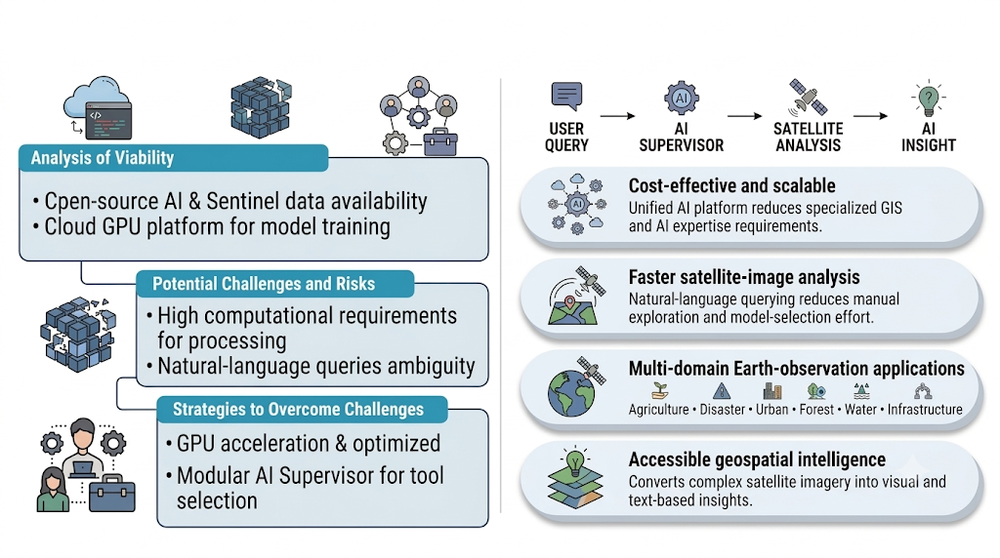 Analysis of Viability
• Cpen-source AI & Sentinel data availability
• Cloud GPU platform for model training
Potential Challenges and Risks
• High computational requirements
for processing
• Natural-language queries ambiguity
Strategies to Overcome Challenges
• GPU acceleration & optimized
• Modular AI Supervisor for tool
selection
USER
QUERY
AI
AI
SUPERVISOR
SATELLITE
ANALYSIS
?
AI
INSIGHT
AI
Cost-effective and scalable
Unified AI platform reduces specialized GIS
and AI expertise requirements.
Faster satellite-image analysis
Natural-language querying reduces manual
exploration and model-selection effort.
Multi-domain Earth-observation applications
Agriculture • Disaster • Urban • Forest • Water • Infrastructure
Accessible geospatial intelligence
Converts complex satellite imagery into visual and
text-based insights.